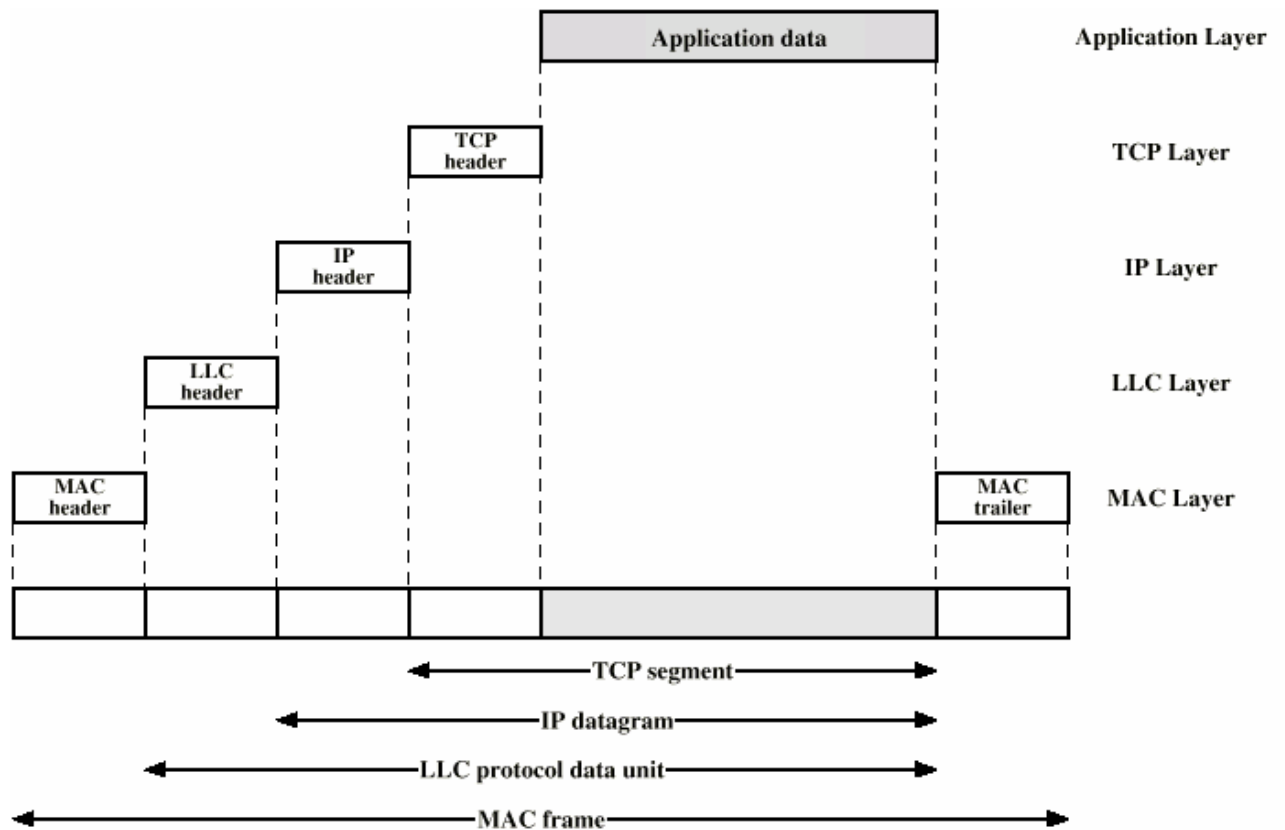 Application data
Application Layer
TCP
header
TCP Layer
IP
header
IP Layer
LLC
header
LLC Layer
MAC
header
MAC
trailer
MAC Layer
TCP segment
IP datagram
LLC protocol data unit
MAC frame